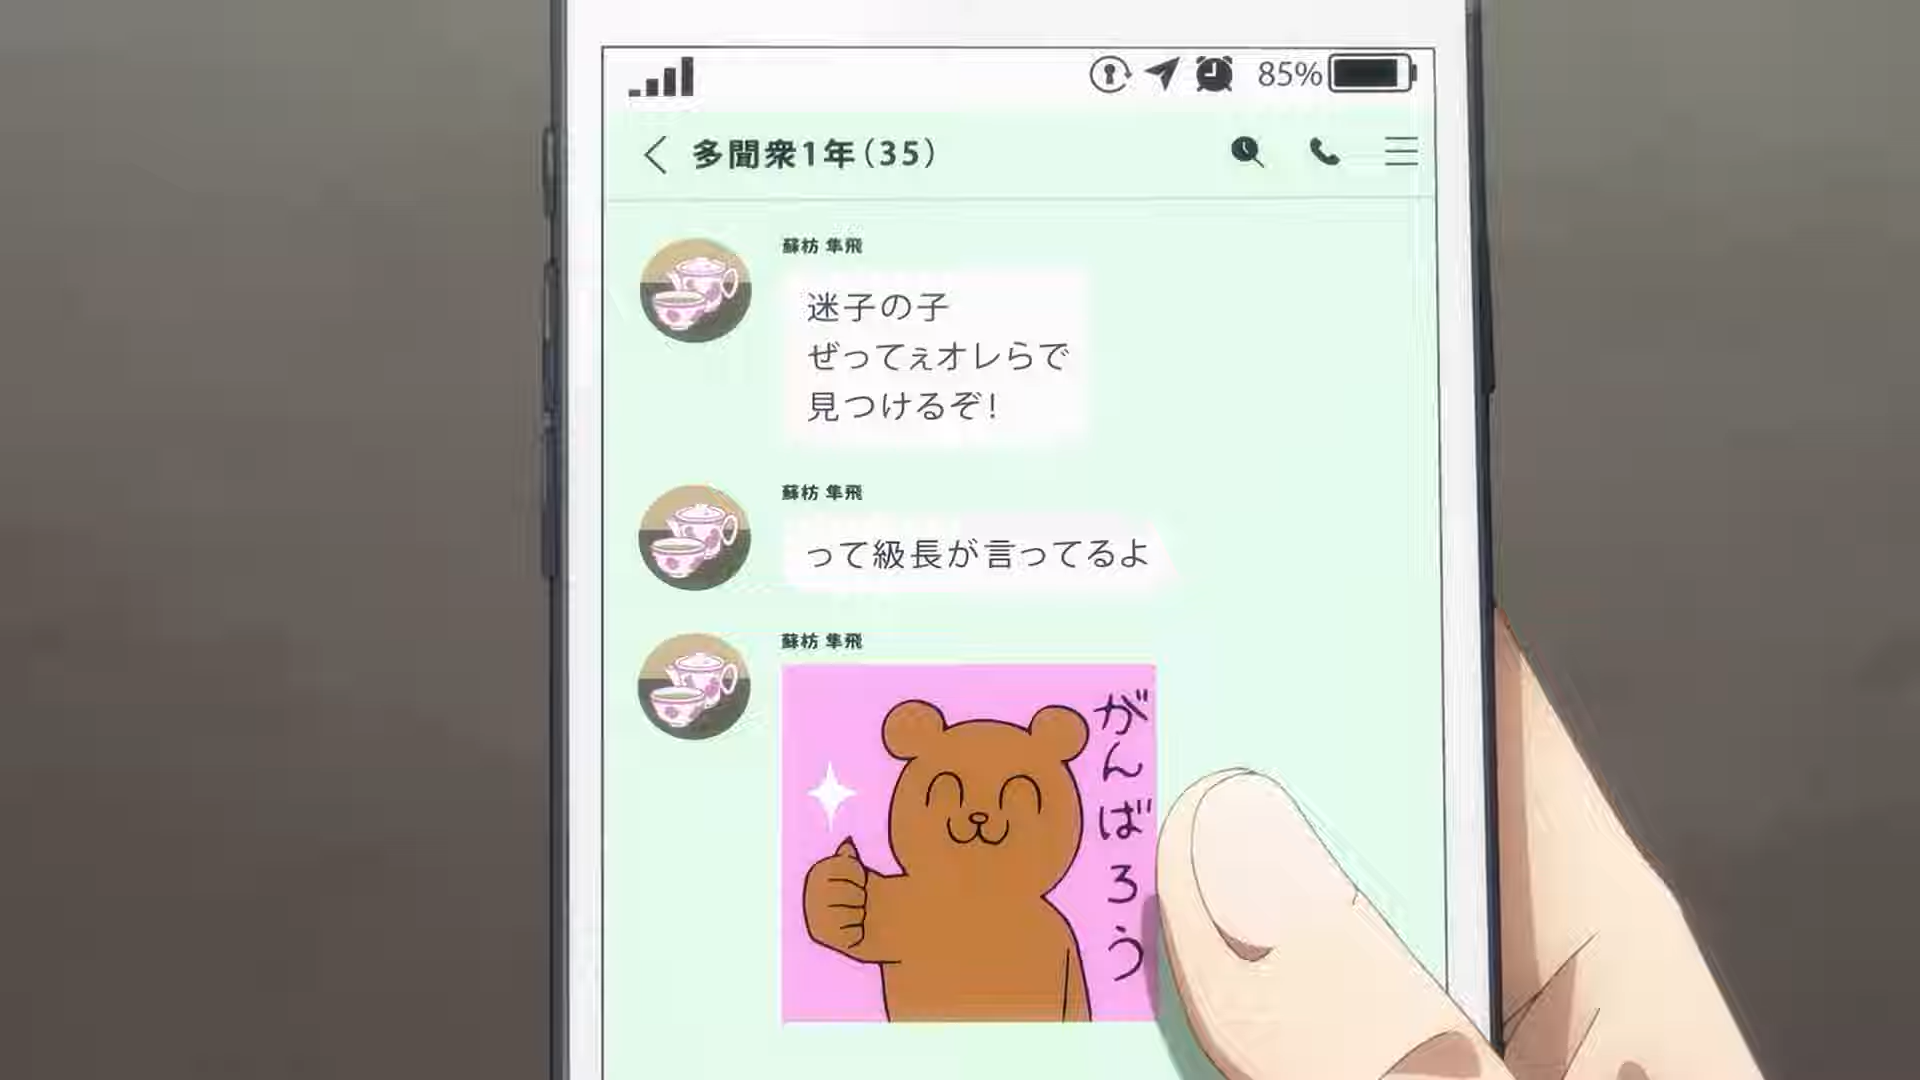 85%
多聞衆1年(35)
蘇枋 隼飛
迷子の子
ぜってぇオレらで
見つけるぞ!
蘇枋 隼飛
って級長が言ってるよ
蘇枋 隼飛
がんばろう